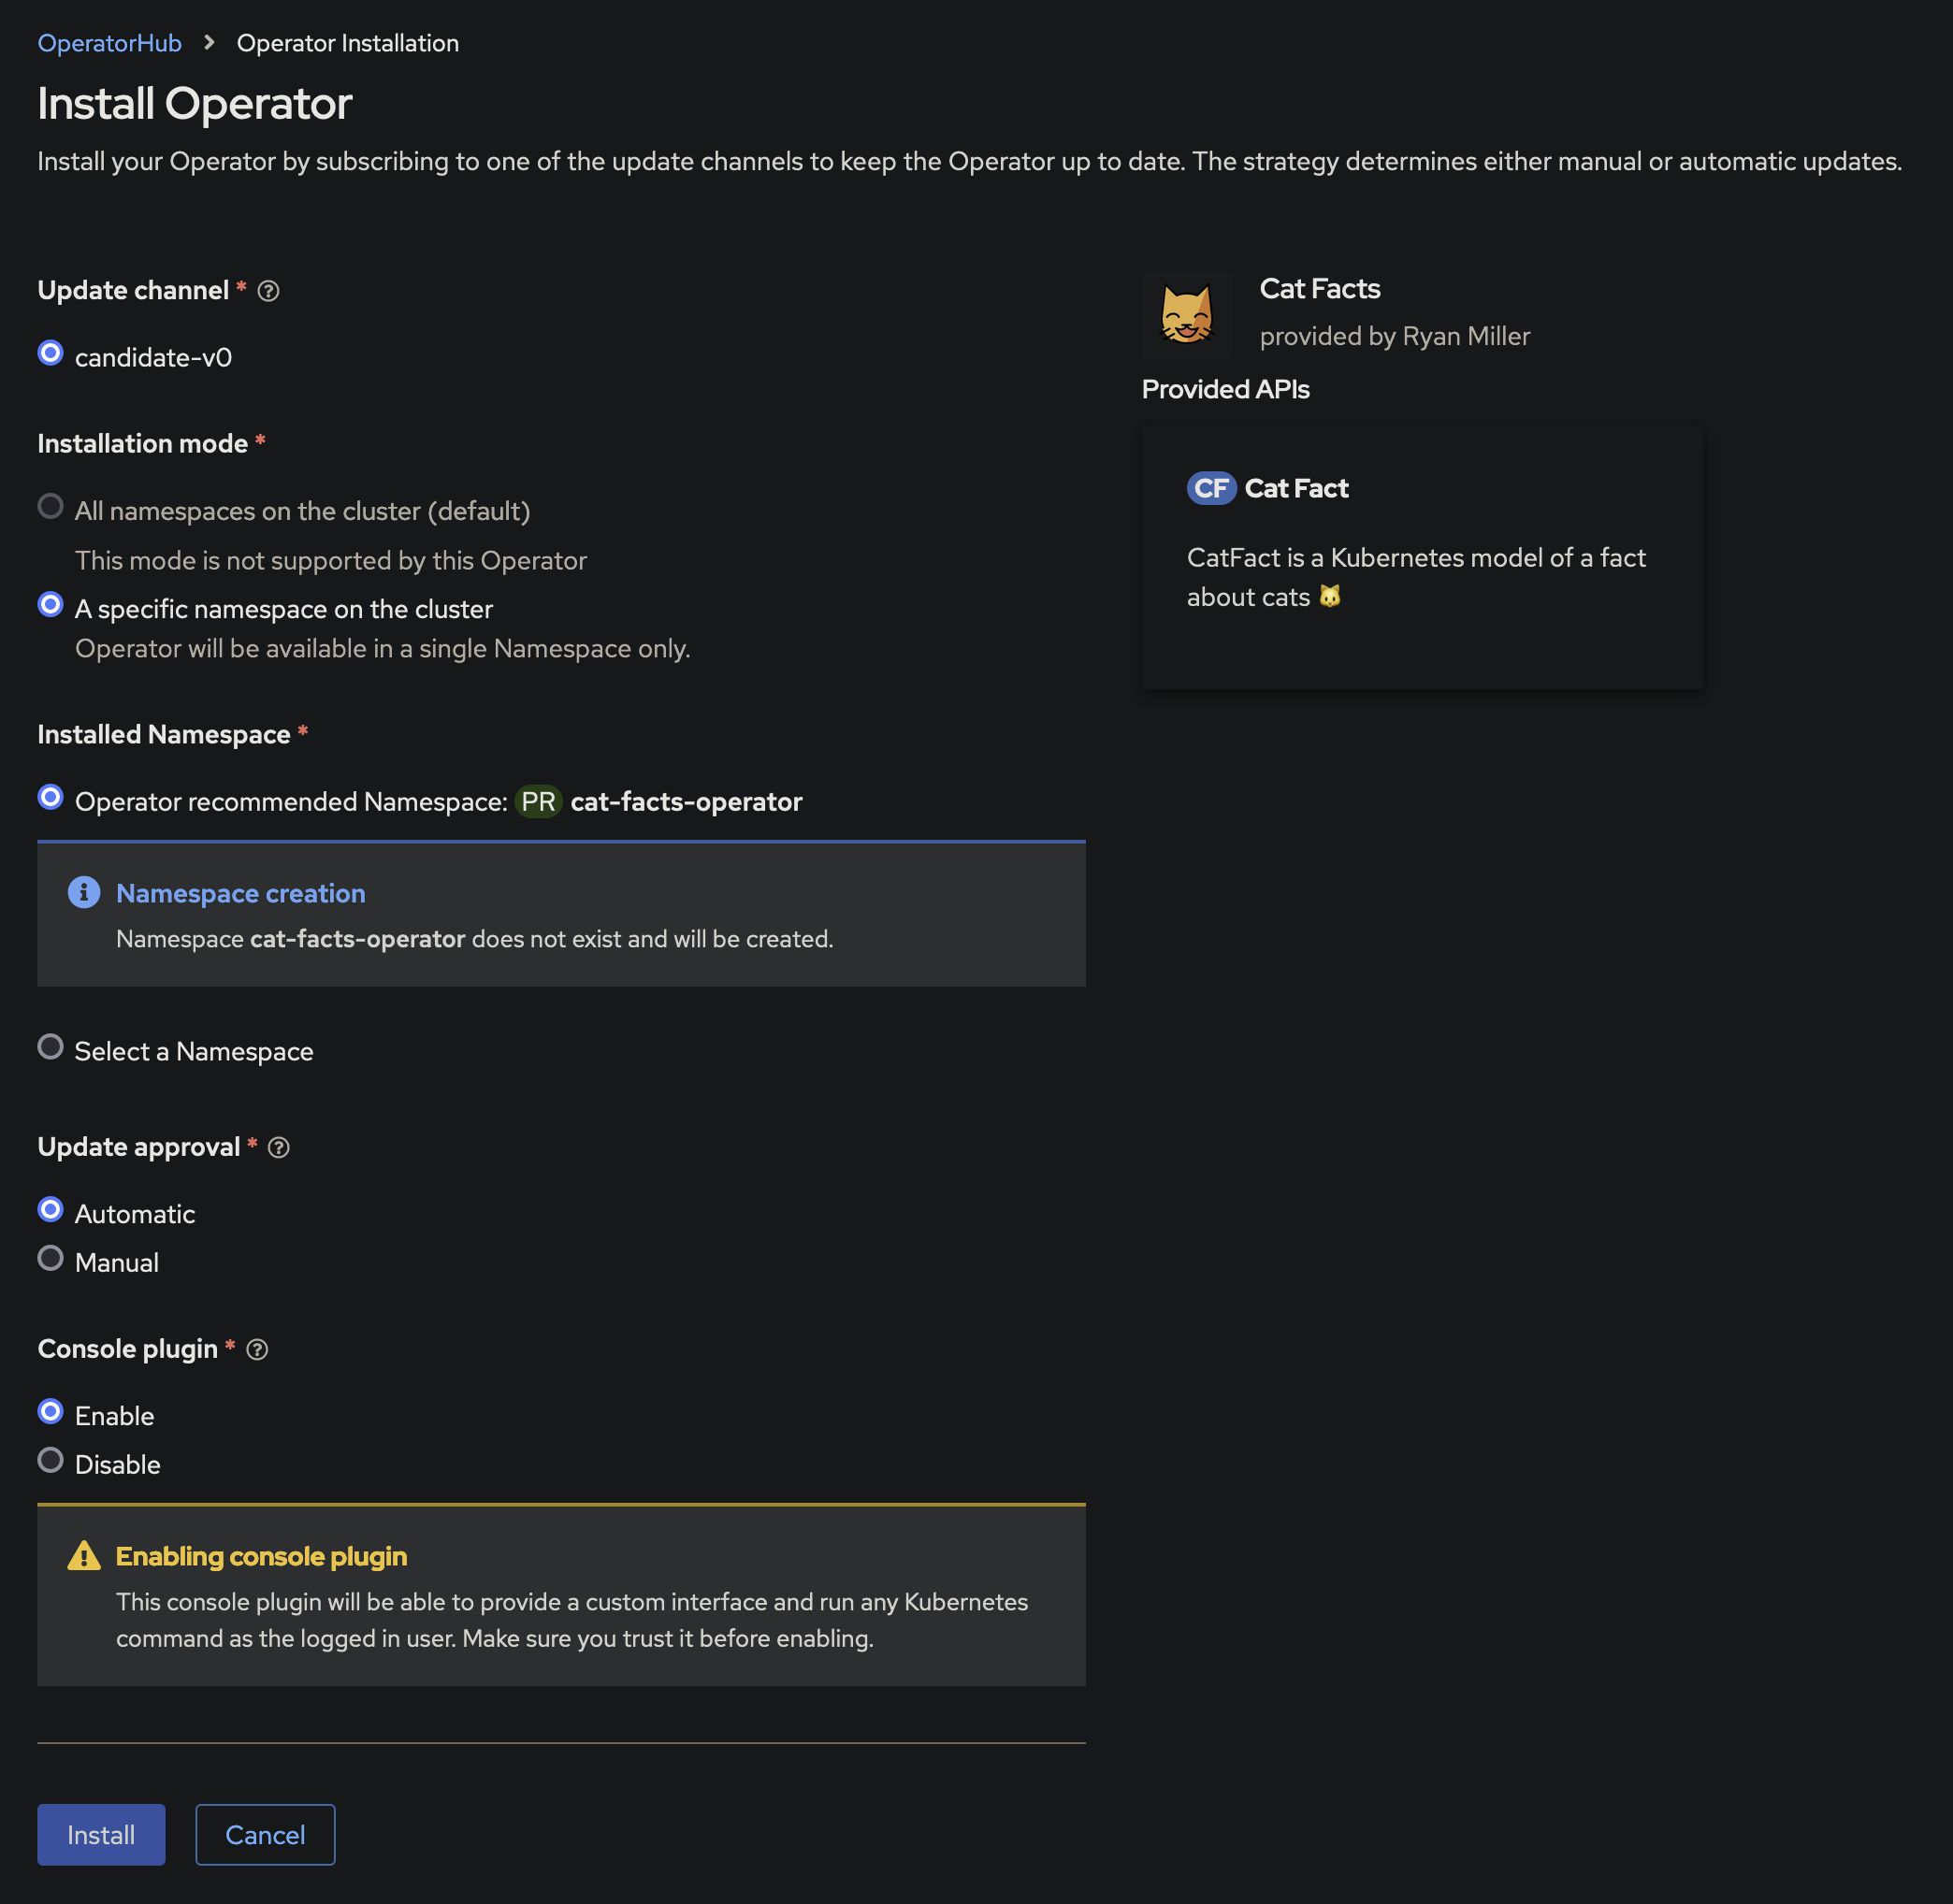 OperatorHub > Operator Installation
Install Operator
Install your Operator by subscribing to one of the update channels to keep the Operator up to date. The strategy determines either manual or automatic updates.
Update channel *
candidate-v0
Installation mode *
All namespaces on the cluster (default)
This mode is not supported by this Operator
A specific namespace on the cluster
Operator will be available in a single Namespace only.
Installed Namespace *
Operator recommended Namespace: PR cat-facts-operator
Namespace creation
Namespace cat-facts-operator does not exist and will be created.
Select a Namespace
Update approval *
Automatic
Manual
Console plugin *
Enable
Disable
Enabling console plugin
This console plugin will be able to provide a custom interface and run any Kubernetes
command as the logged in user. Make sure you trust it before enabling.
Install Cancel
Cat Facts
provided by Ryan Miller
Provided APIs
CF Cat Fact
CatFact is a Kubernetes model of a fact
about cats 🐱